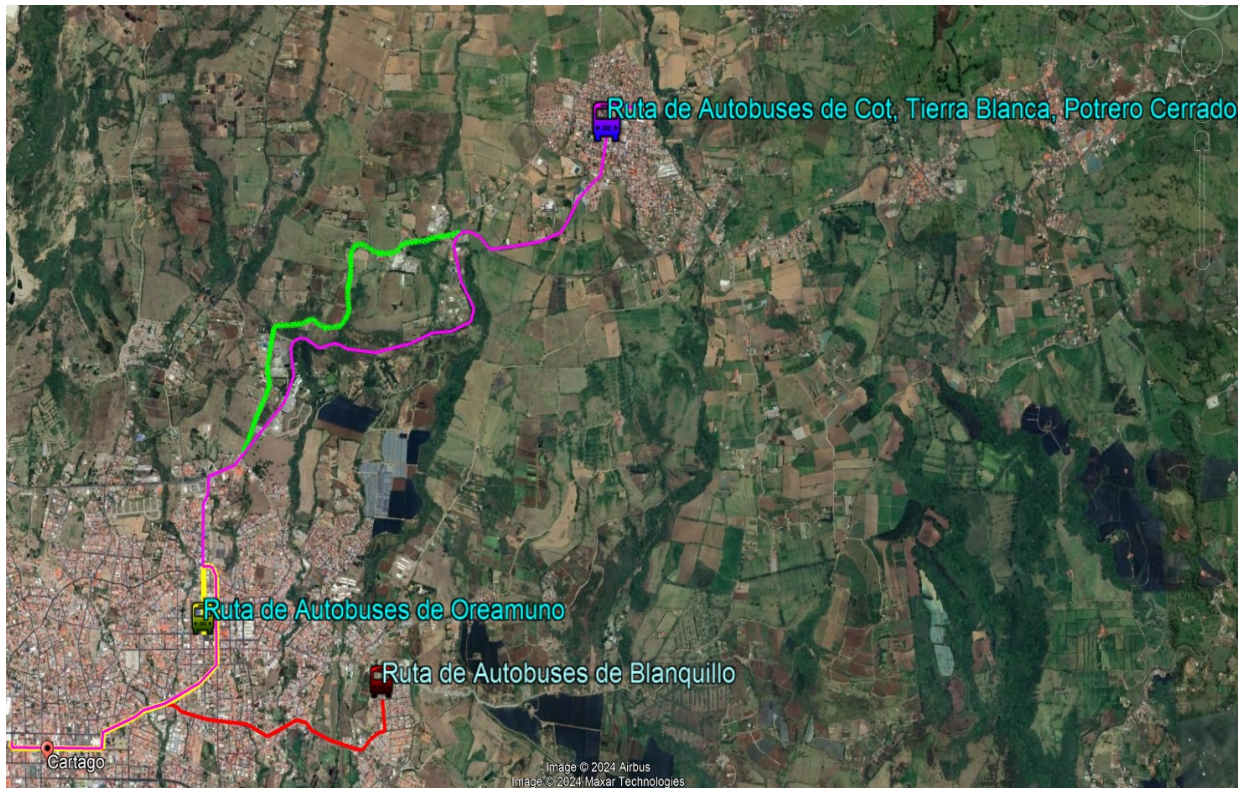 Ruta de Autobuses de Cot, Tierra Blanca, Potrero Cerrado
Ruta de Autobuses de Oreamuno
Ruta de Autobuses de Blanquillo
Cartago
Image © 2024 Airbus
Image © 2024 Maxar Technologies